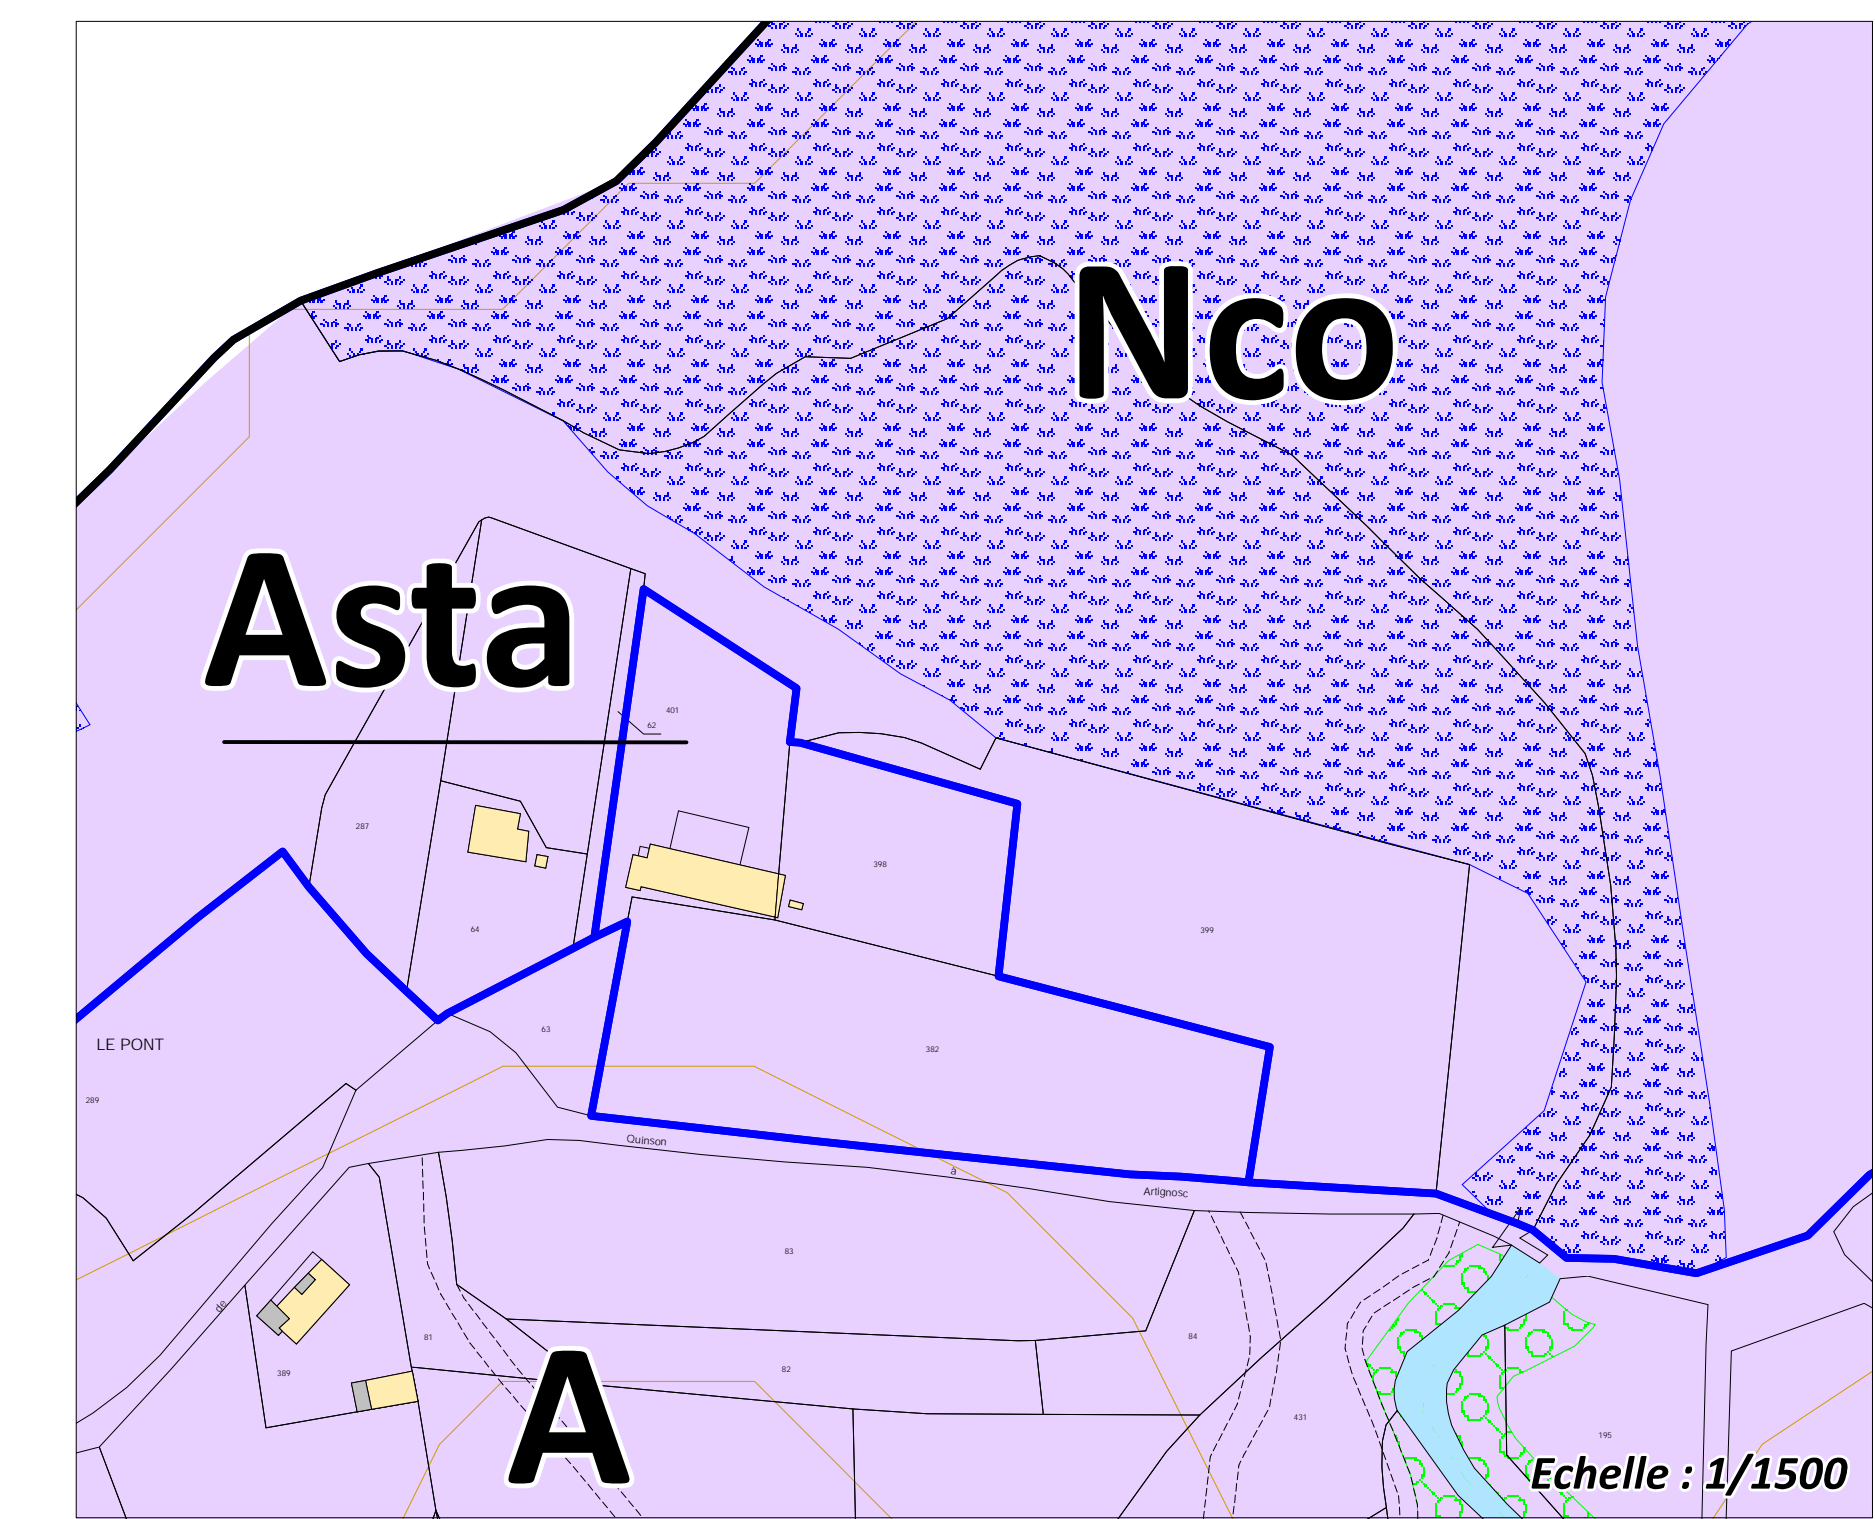 Nco
Asta
401
62
287
398
64
399
63
382
LE PONT
289
Quinson
à
Artignosc
83
de
81
84
389
82
431
195
A
Echelle : 1/1500